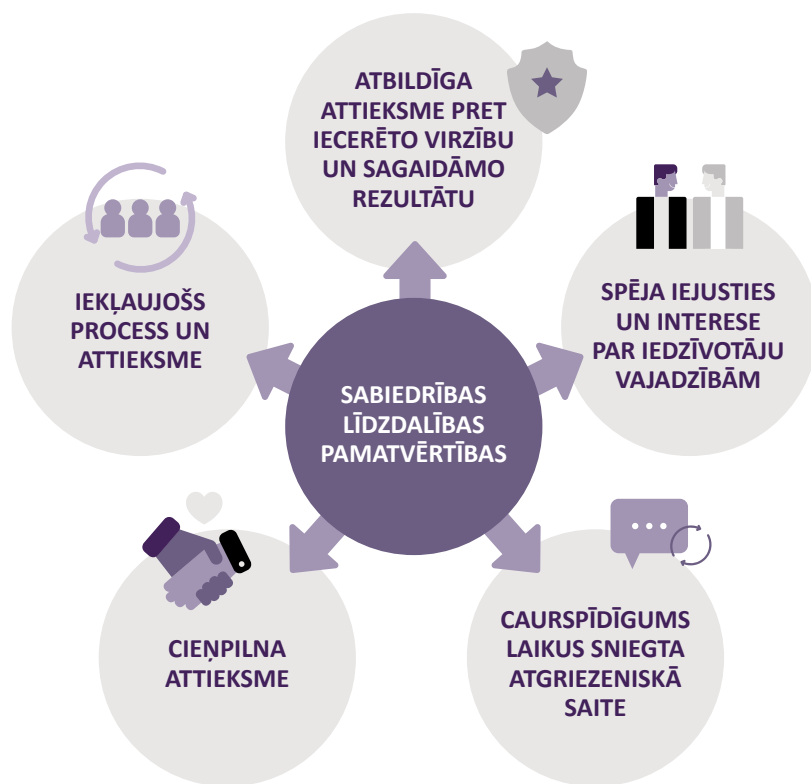 ATBILDĪGA
ATTIEKSME PRET
IECERĒTO VIRZĪBU
UN SAGAIDĀMO
REZULTĀTU
IEKĻAUJOŠS
PROCESS UN
ATTIEKSME
SPĒJA IEJUSTIES
UN INTERESE
PAR IEDZĪVOTĀJU
VAJADZĪBĀM
SABIEDRĪBAS
LĪDZDALĪBAS
PAMATVĒRTĪBAS
CIEŅPILNA
ATTIEKSME
CAURSPĪDĪGUMS
LAIKUS SNIEGTA
ATGRIEZENISKĀ
SAITE